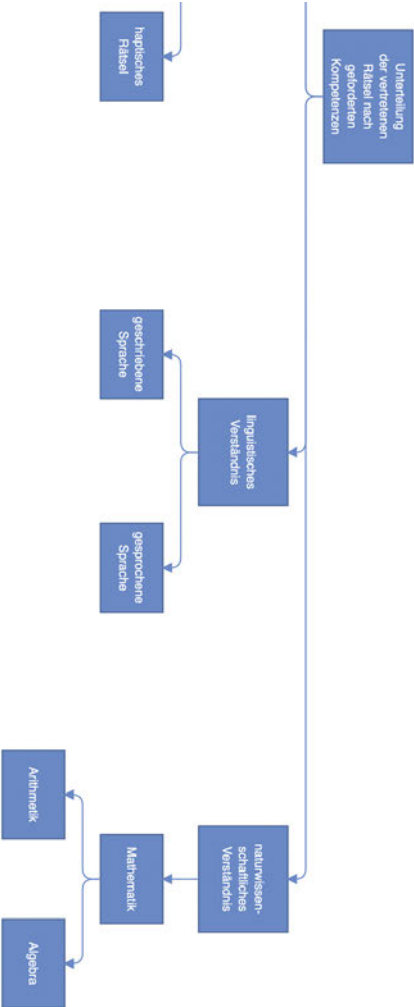 Unterteilung
der vertretenen
Rätsel nach
geforderten
Kompetenzen
linguistisches
Verständnis
naturwissen-
schaftliches
Verständnis
haptisches
Rätsel
geschriebene
Sprache
gesprochene
Sprache
Mathematik
Arithmetik
Algebra